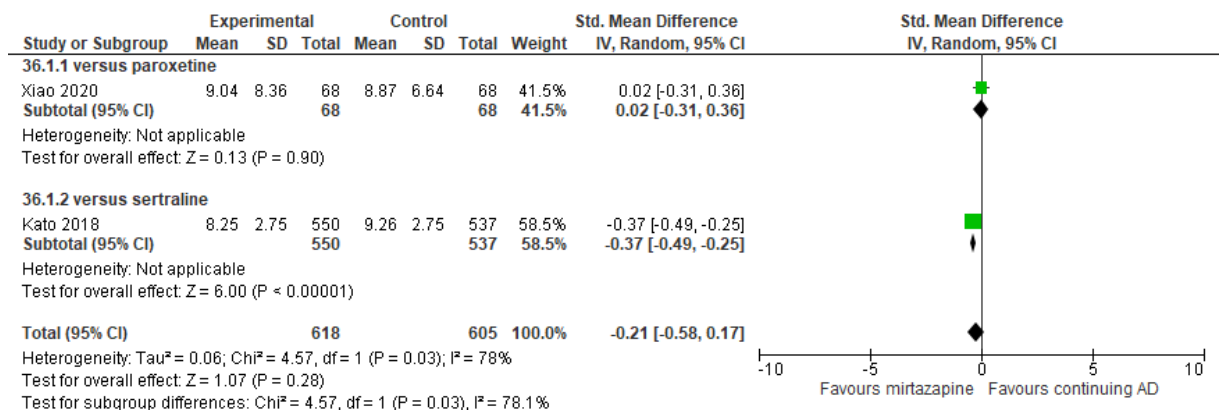 Experimental Control Std. Mean Difference Std. Mean Difference
Study or Subgroup Mean SD Total Mean SD Total Weight IV, Random, 95% CI IV, Random, 95% CI
36.1.1 versus paroxetine
Xiao 2020 9.04 8.36 68 8.87 6.64 68 41.5% 0.02 [-0.31, 0.36]
Subtotal (95% CI) 68 68 41.5% 0.02 [-0.31, 0.36]
Heterogeneity: Not applicable
Test for overall effect: Z = 0.13 (P = 0.90)
36.1.2 versus sertraline
Kato 2018 8.25 2.75 550 9.26 2.75 537 58.5% -0.37 [-0.49, -0.25]
Subtotal (95% CI) 550 537 58.5% -0.37 [-0.49, -0.25]
Heterogeneity: Not applicable
Test for overall effect: Z = 6.00 (P < 0.00001)
Total (95% CI) 618 605 100.0% -0.21 [-0.58, 0.17]
Heterogeneity: Tau² = 0.06; Chi² = 4.57, df = 1 (P = 0.03); I² = 78%
Test for overall effect: Z = 1.07 (P = 0.28)
Test for subgroup differences: Chi² = 4.57, df = 1 (P = 0.03), I² = 78.1%
-10 -5 0 5 10
Favours mirtazapine Favours continuing AD